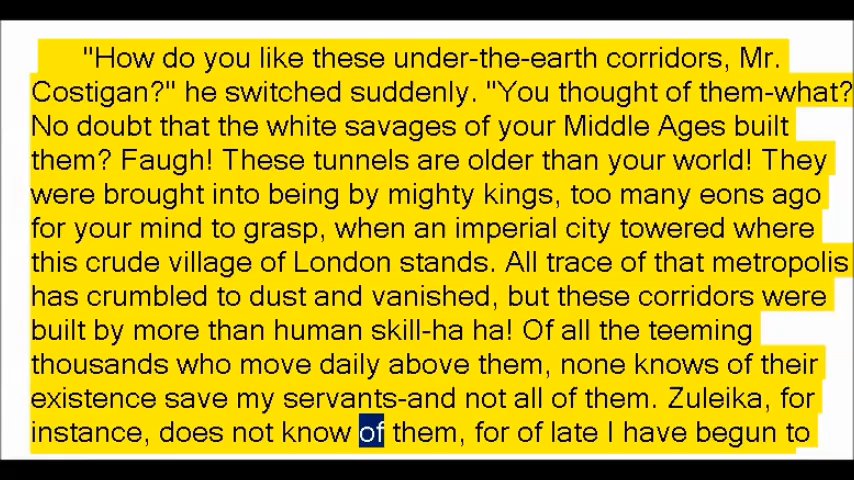 "How do you like these under-the-earth corridors, Mr.
Costigan?" he switched suddenly. "You thought of them-what?
No doubt that the white savages of your Middle Ages built
them? Faugh! These tunnels are older than your world! They
were brought into being by mighty kings, too many eons ago
for your mind to grasp, when an imperial city towered where
this crude village of London stands. All trace of that metropolis
has crumbled to dust and vanished, but these corridors were
built by more than human skill-ha ha! Of all the teeming
thousands who move daily above them, none knows of their
existence save my servants-and not all of them. Zuleika, for
instance, does not know of them, for of late I have begun to